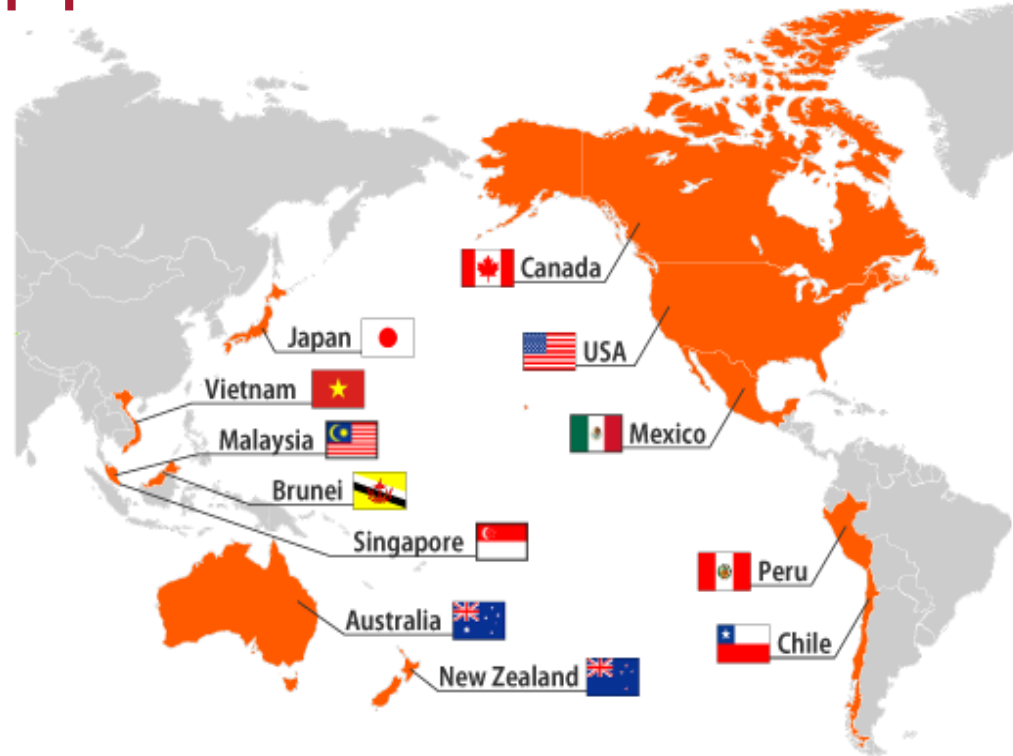 Canada
Japan
USA
Vietnam
Mexico
Malaysia
Brunei
Singapore
Peru
Australia
Chile
New Zealand